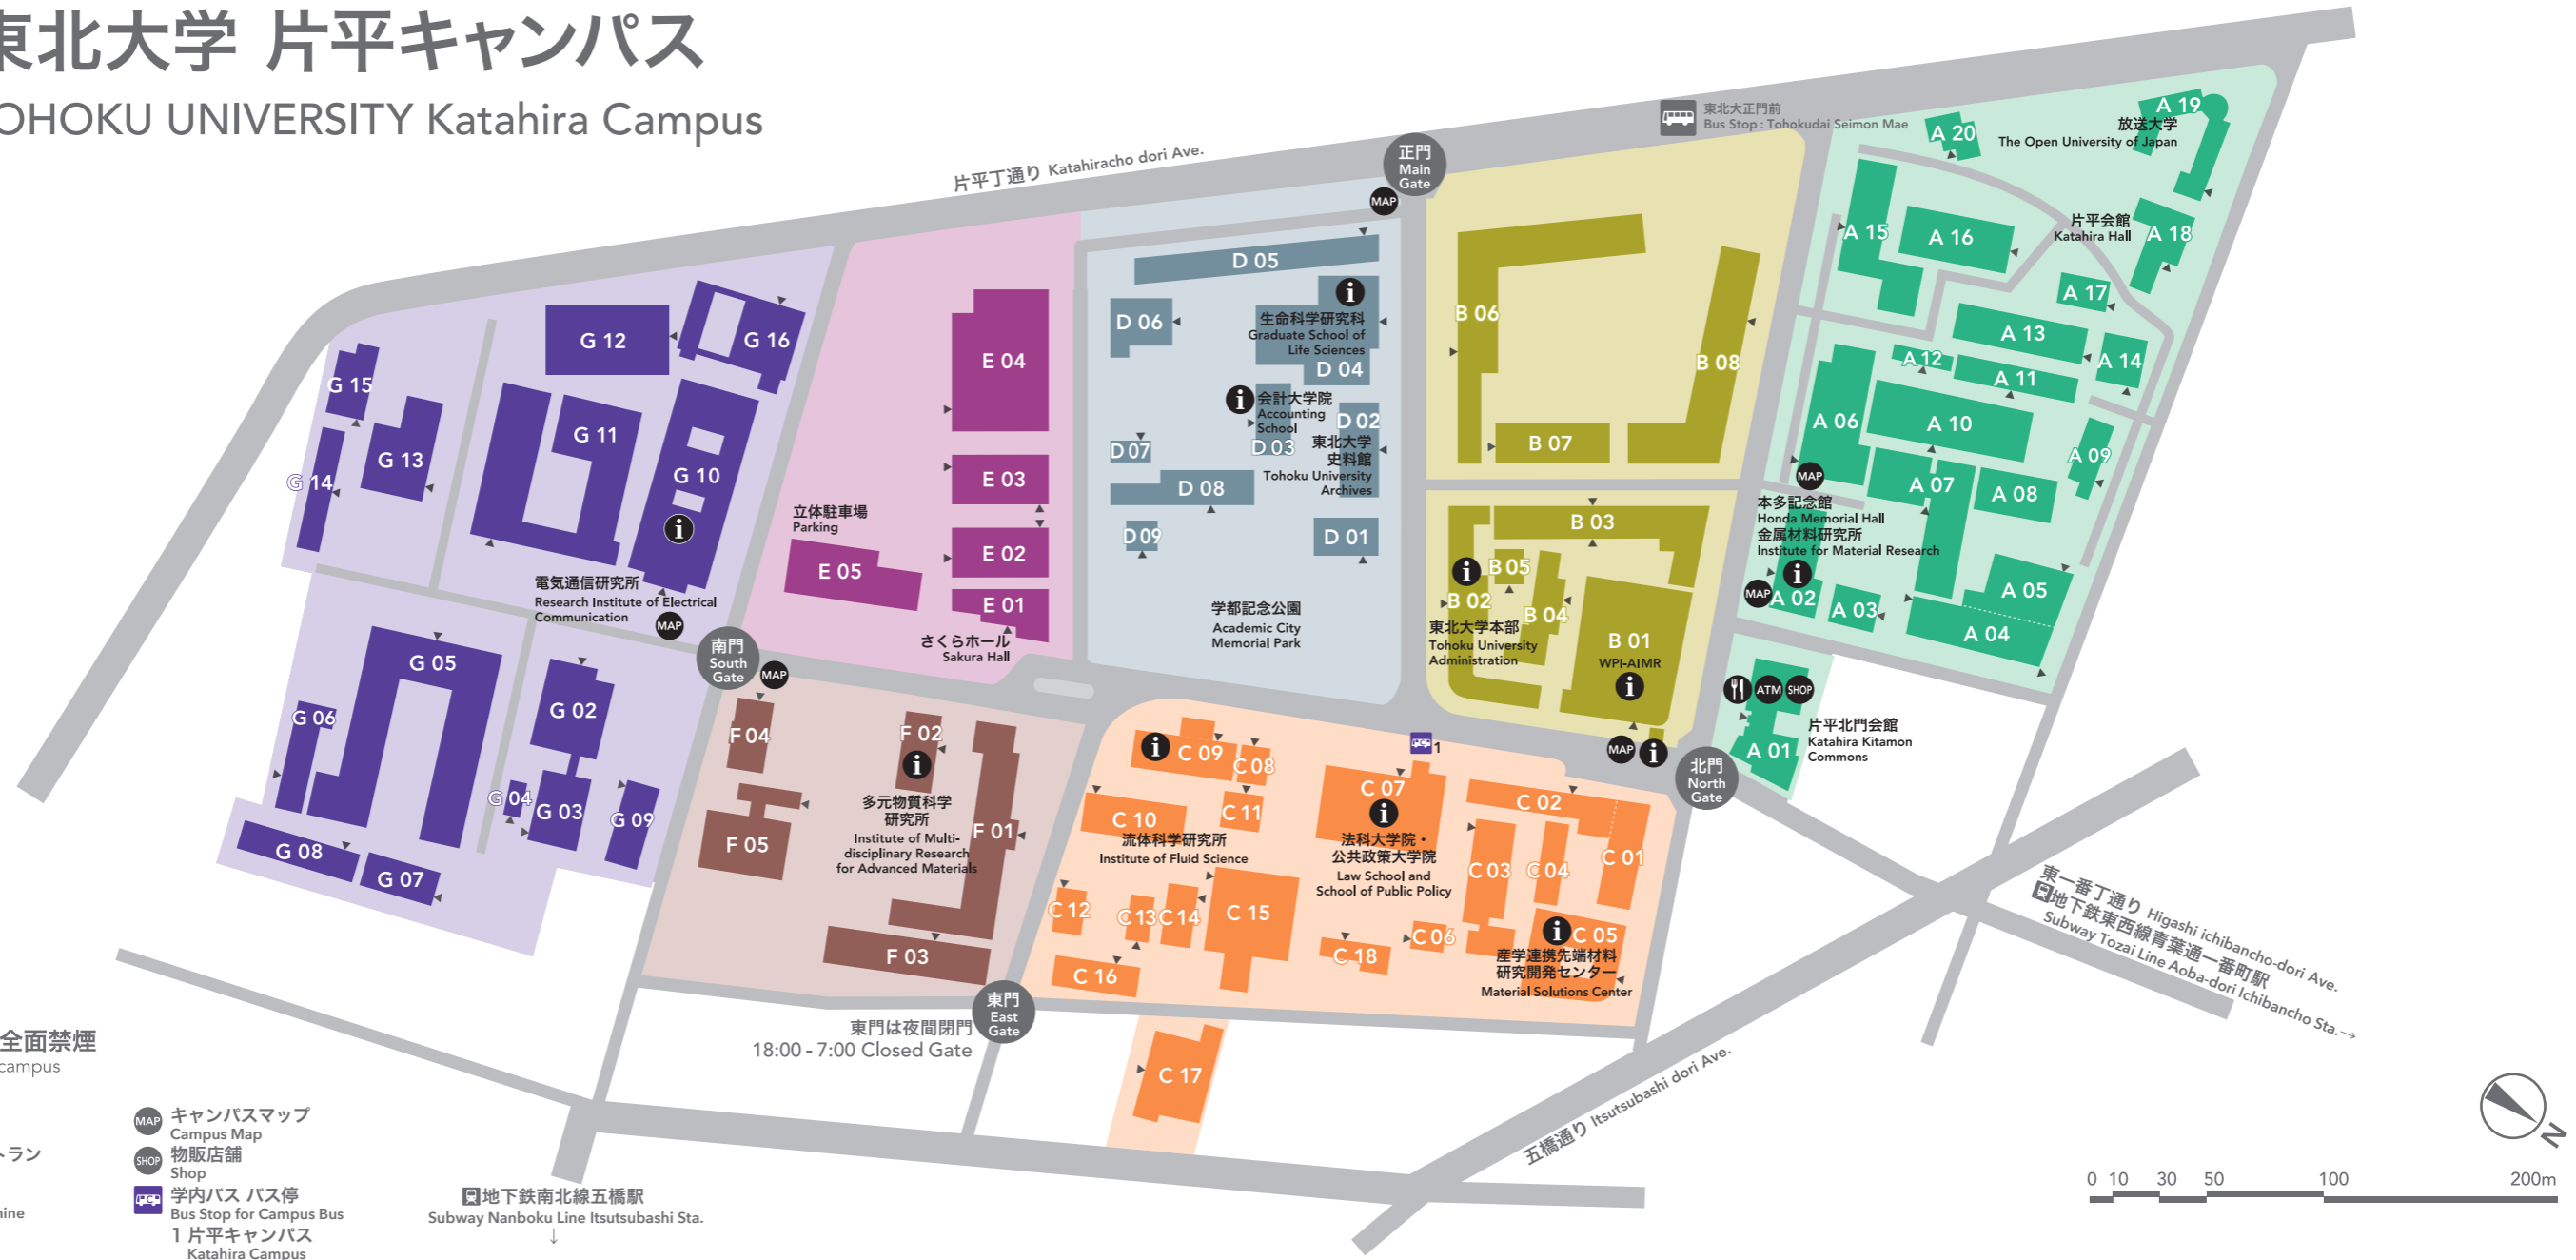 東北大学 片平キャンパス
OHOKU UNIVERSITY Katahira Campus
片平丁通り Katahiracho dori Ave.
正門
Main
Gate
MAP
東北大正門前
Bus Stop : Tohokudai Seimon Mae
A 19
放送大学
The Open University of Japan
A 20
片平会館
Katahira Hall
A 18
A 15
A 16
A 17
A 13
A 14
A 12
A 11
A 06
A 10
A 09
A 07
A 08
MAP
本多記念館
Honda Memorial Hall
金属材料研究所
Institute for Material Research
i
MAP
A 02
A 03
A 05
A 04
ATM
SHOP
片平北門会館
Katahira Kitamon
Commons
A 01
B 06
B 08
B 07
B 03
i
B 05
B 02
B 04
東北大学本部
Tohoku University
Administration
B 01
WPI-AIMR
i
MAP
i
北門
North
Gate
D 05
D 06
i
生命科学研究科
Graduate School of
Life Sciences
D 04
i
会計大学院
Accounting
School
D 03
D 02
東北大学
史料館
Tohoku University
Archives
D 07
D 08
D 09
D 01
学都記念公園
Academic City
Memorial Park
E 04
E 03
E 02
E 01
立体駐車場
Parking
E 05
さくらホール
Sakura Hall
G 12
G 16
G 15
G 11
G 13
G 10
i
G 14
電気通信研究所
Research Institute of Electrical
Communication
MAP
南門
South
Gate
MAP
G 05
G 02
G 06
G 04
G 03
G 09
G 08
G 07
F 04
F 02
i
多元物質科学
研究所
Institute of Multi-
disciplinary Research
for Advanced Materials
F 01
F 05
F 03
東門
East
Gate
東門は夜間閉門
18:00 - 7:00 Closed Gate
i
C 09
C 08
C 10
C 11
流体科学研究所
Institute of Fluid Science
1
C 07
i
法科大学院・
公共政策大学院
Law School and
School of Public Policy
C 02
C 03
C 04
C 01
C 12
C 13
C 14
C 15
C 16
C 18
C 06
i
C 05
産学連携先端材料
研究開発センター
Material Solutions Center
C 17
東一番丁通り Higashi ichibancho-dori Ave.
地下鉄東西線青葉通一番町駅
Subway Tozai Line Aoba-dori Ichibancho Sta.→
五橋通り Itsutsubashi dori Ave.
全面禁煙
campus
トラン
hine
MAP
キャンパスマップ
Campus Map
SHOP
物販店舗
Shop
学内バス バス停
Bus Stop for Campus Bus
1 片平キャンパス
Katahira Campus
地下鉄南北線五橋駅
Subway Nanboku Line Itsutsubashi Sta.
↓
N
0 10 30 50 100 200m